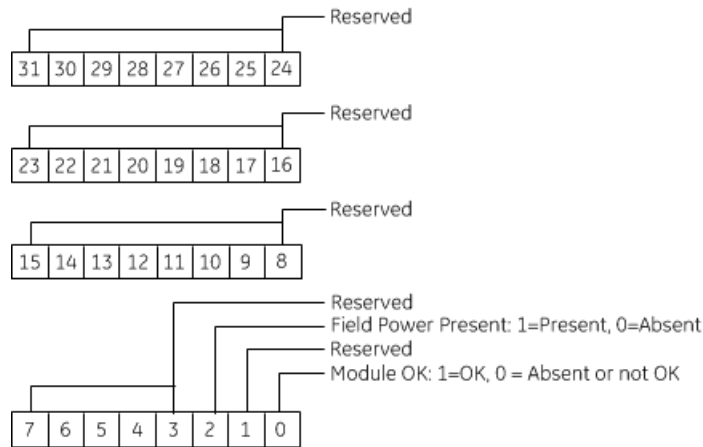 Reserved
31 30 29 28 27 26 25 24
Reserved
23 22 21 20 19 18 17 16
Reserved
15 14 13 12 11 10 9 8
Reserved
Field Power Present: 1=Present, 0=Absent
Reserved
Module OK: 1=OK, 0 = Absent or not OK
7 6 5 4 3 2 1 0